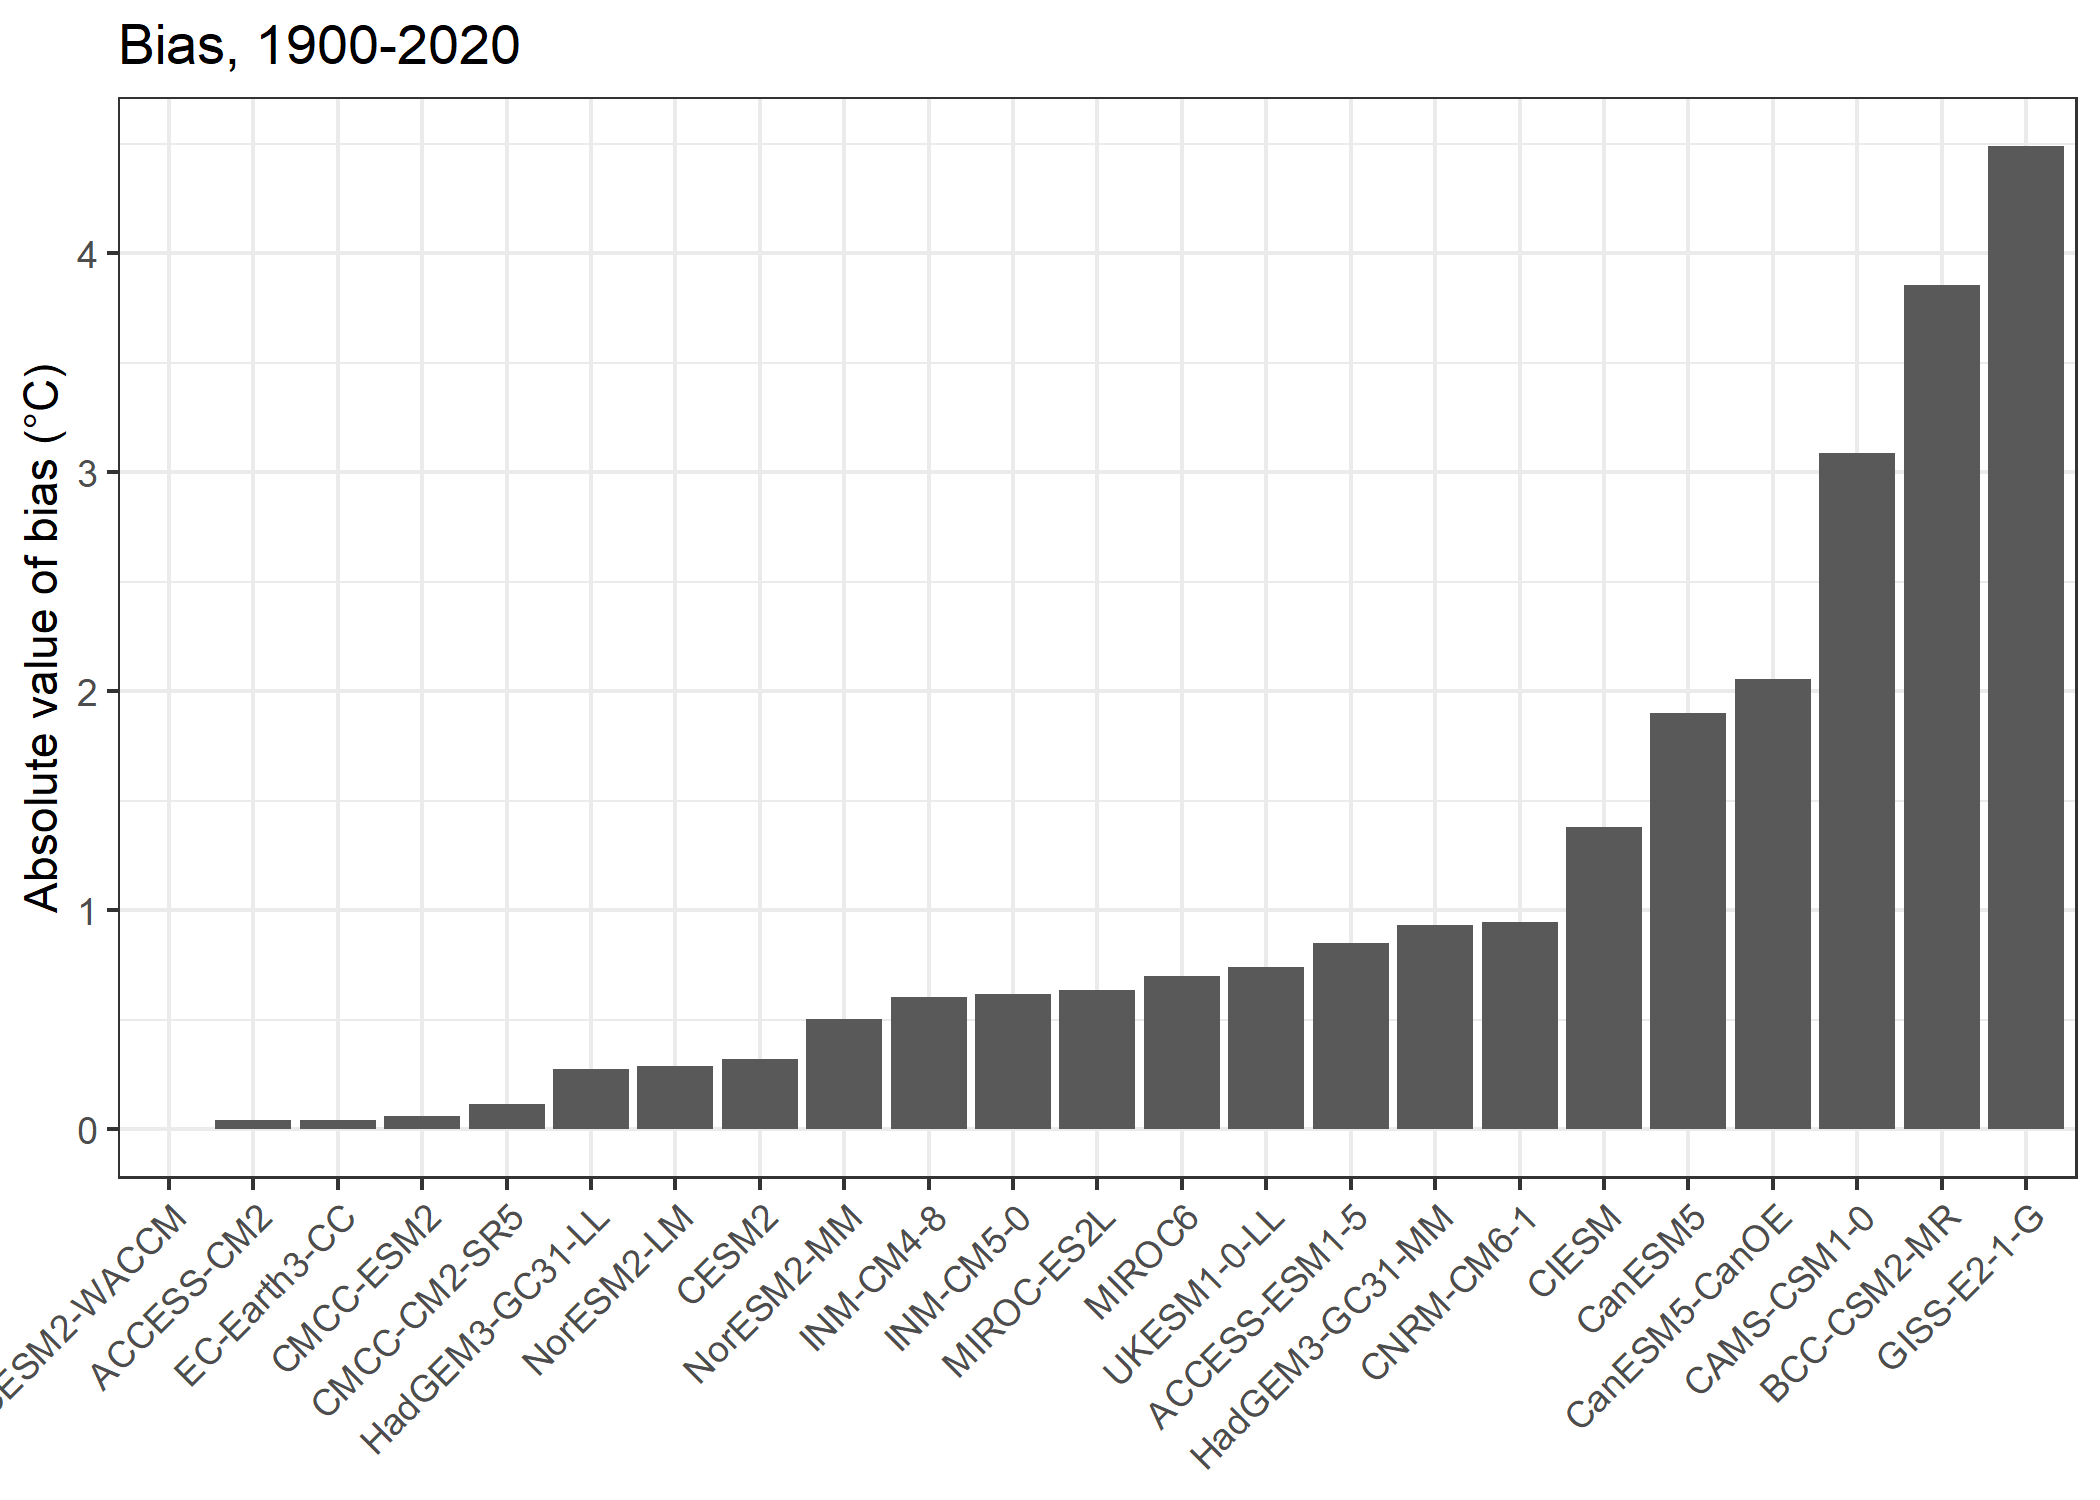 Bias, 1900-2020
Absolute value of bias (°C)
4
3
2
1
0
ESM2-WACCM
ACCESS-CM2
EC-Earth3-CC
CMCC-ESM2
CMCC-CM2-SR5
HadGEM3-GC31-LL
NorESM2-LM
CESM2
NorESM2-MM
INM-CM4-8
INM-CM5-0
MIROC-ES2L
MIROC6
UKESM1-0-LL
ACCESS-ESM1-5
HadGEM3-GC31-MM
CNRM-CM6-1
CIESM
CanESM5
CanESM5-CanOE
CAMS-CSM1-0
BCC-CSM2-MR
GISS-E2-1-G